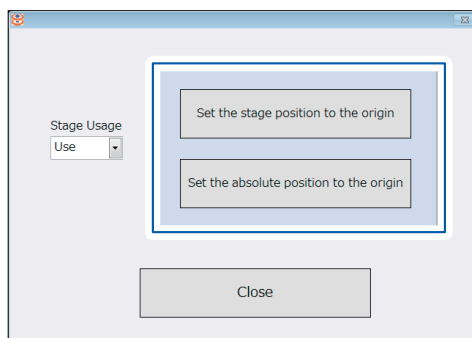 Set the stage position to the origin
Stage Usage
Use
Set the absolute position to the origin
Close